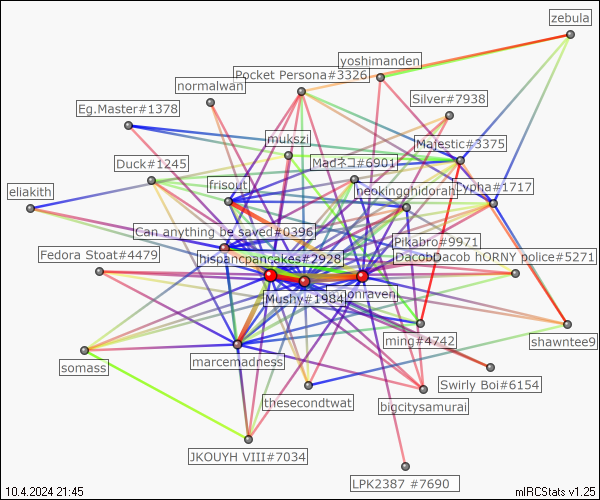 zebula
yoshimanden
Pocket Persona#3326
normalwan
Silver#7938
Eg.Master#1378
mukszi
Majestic#3375
Duck#1245
Madネコ#6901
frisout
neokingghidorah
Cypha#1717
eliakith
Can anything be saved#0396
Pikabro#9971
Fedora Stoat#4479
hispancpancakes#2928
DacobDacob hORNY police#5271
Mushy#1984
onraven
ming#4742
shawntee9
somass
marcemadness
Swirly Boi#6154
thesecondtwat
bigcitysamurai
JKOUYH VIII#7034
LPK2387 #7690
10.4.2024 21:45
mIRCStats v1.25